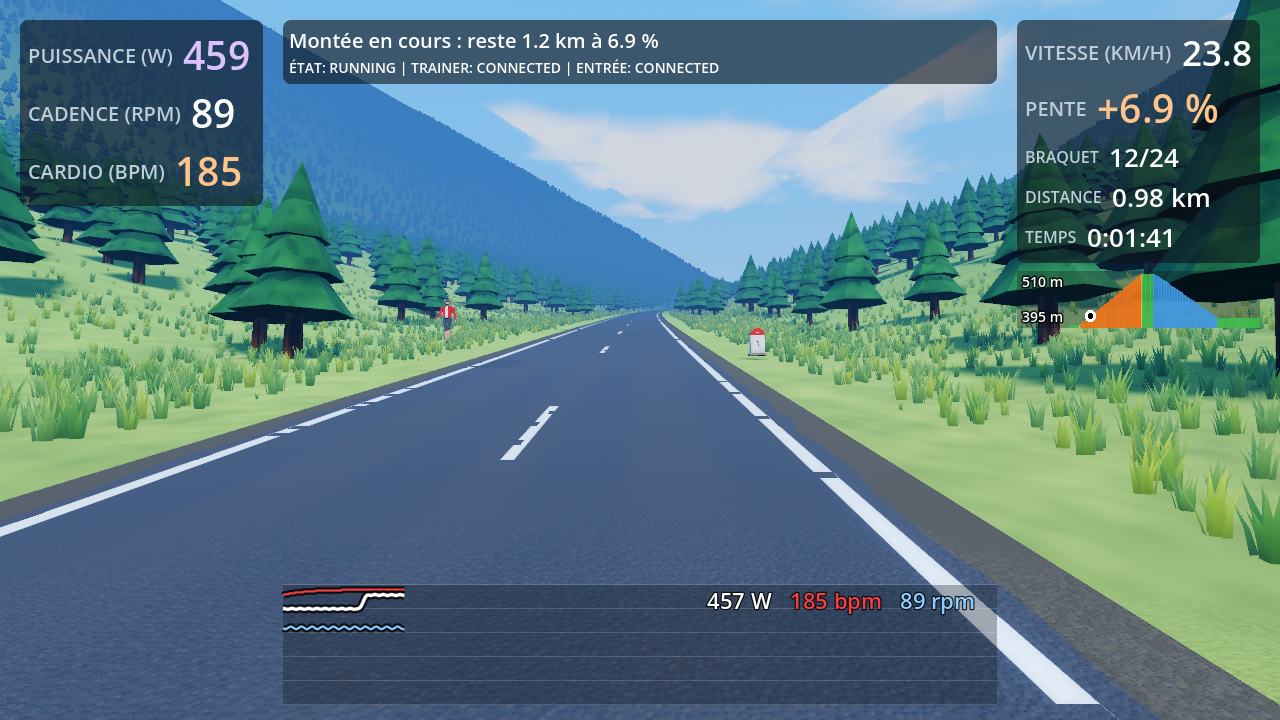 PUISSANCE (W) 459
CADENCE (RPM) 89
CARDIO (BPM) 185
Montée en cours : reste 1.2 km à 6.9 %
ÉTAT: RUNNING | TRAINER: CONNECTED | ENTRÉE: CONNECTED
VITESSE (KM/H) 23.8
PENTE +6.9 %
BRAQUET 12/24
DISTANCE 0.98 km
TEMPS 0:01:41
510 m
395 m
1
457 W 185 bpm 89 rpm